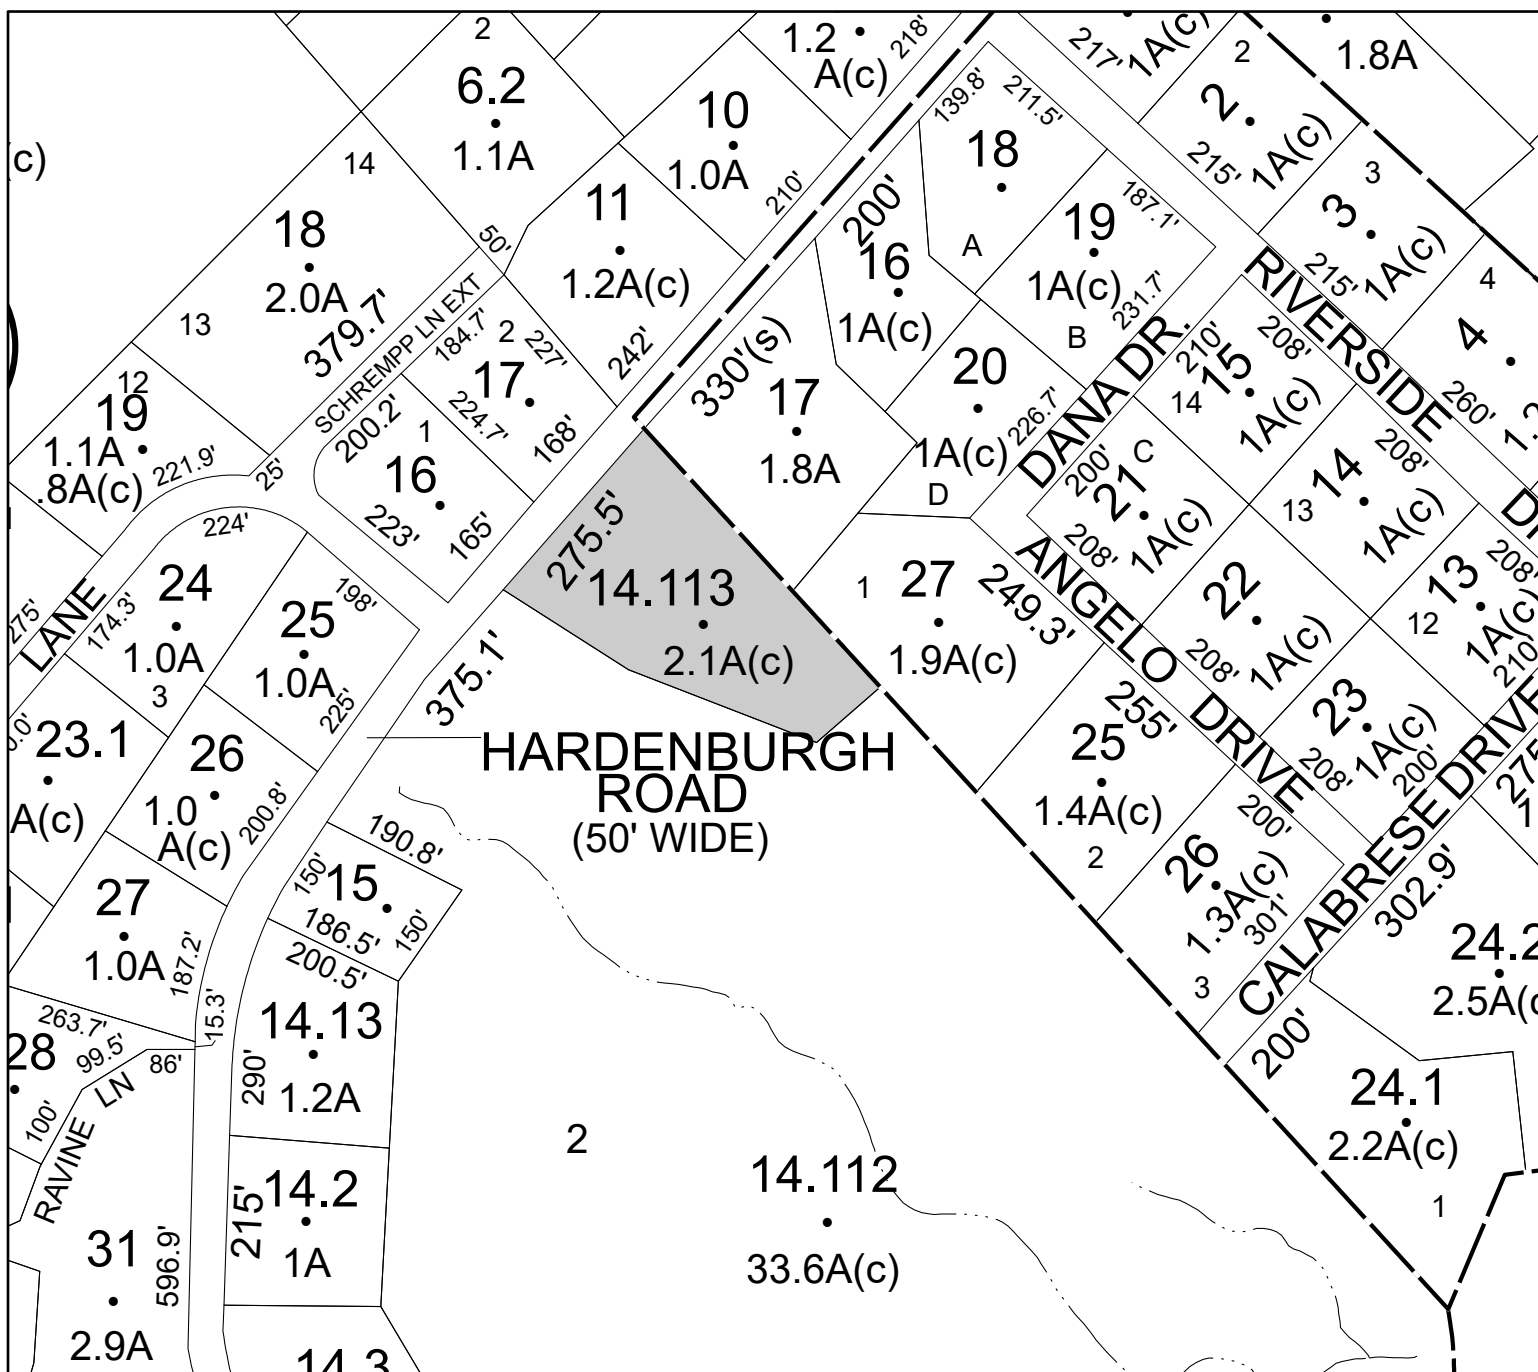 2
6.2
1.1A
1.2
A(c)
218'
217'
1A(c)
2
1.8A
(c)
14
10
1.0A
139.8'
211.5'
18
2
1A(c)
215'
3
18
2.0A
50'
11
1.2A(c)
210'
200'
16
1A(c)
A
19
1A(c)
187.1'
231.7'
B
3
1A(c)
215'
4
13
379.7'
SCHREMPP LN EXT
184.7'
2
227'
242'
330'(s)
17
1.8A
20
1A(c)
226.7'
D
DANA DR.
210'
208'
15
1A(c)
14
RIVERSIDE
4
260'
12
19
1.1A
.8A(c)
221.9'
25'
200.2'
1
17
224.7'
168'
16
223'
165'
200'
C
21
1A(c)
208'
14
1A(c)
208'
13
224'
275.5'
14.113
2.1A(c)
1
27
1.9A(c)
249.3'
ANGELO DRIVE
22
1A(c)
208'
13
1A(c)
208'
12
210'
275'
LANE
174.3'
24
1.0A
3
25
1.0A
198'
225'
375.1'
HARDENBURGH
ROAD
(50' WIDE)
255'
25
1.4A(c)
2
23
1A(c)
208'
200'
CALABRESE DRIVE
23.1
A(c)
26
1.0
A(c)
200.8'
190.8'
150'
15
186.5'
150'
200'
26
1.3A(c)
301'
3
302.9'
27
1.0A
187.2'
200.5'
14.13
1.2A
290'
15.3'
263.7'
99.5'
86'
28
100'
RAVINE LN
200'
24.2
2.5A(c
24.1
2.2A(c)
1
2
14.112
33.6A(c)
14.2
1A
215'
31
2.9A
596.9'
14.3